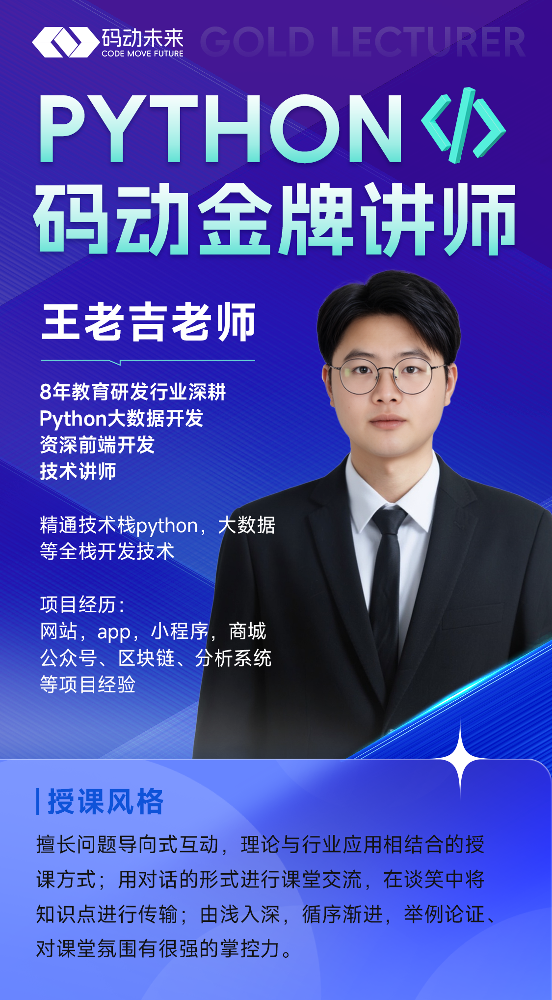 码动未来
CODE MOVE FUTURE
GOLD LECTURER
PYTHON
码动金牌讲师
王老吉老师
8年教育研发行业深耕
Python大数据开发
资深前端开发
技术讲师
精通技术栈python，大数据
等全栈开发技术
项目经历：
网站，app，小程序，商城
公众号、区块链、分析系统
等项目经验
授课风格
擅长问题导向式互动，理论与行业应用相结合的授
课方式；用对话的形式进行课堂交流，在谈笑中将
知识点进行传输；由浅入深，循序渐进，举例论证、
对课堂氛围有很强的掌控力。